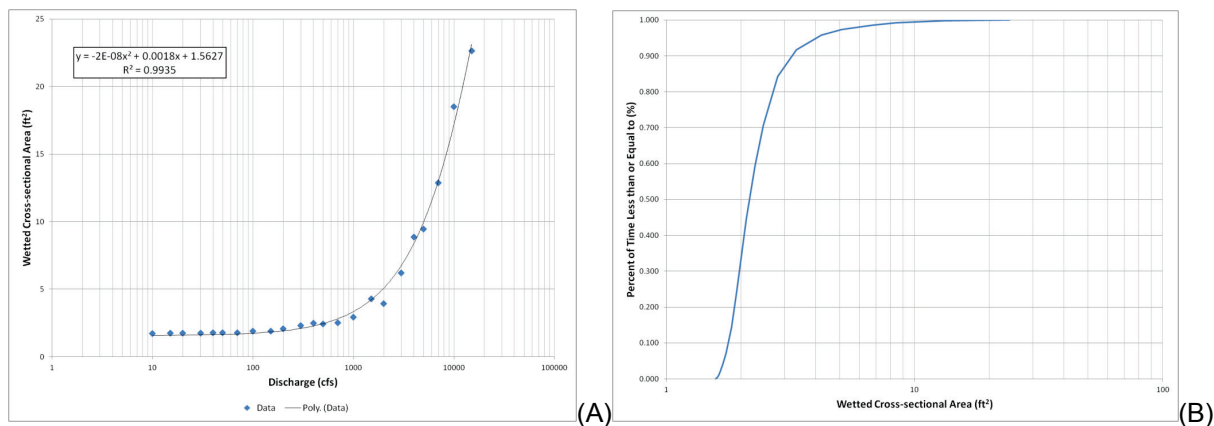 25
20
15
10
5
0
Wetted Cross-sectional Area (ft²)
y = -2E-08x² + 0.0018x + 1.5627
R² = 0.9935
1 10 100 1000 10000 100000
Discharge (cfs)
Data Poly. (Data)
(A)
1.000
0.900
0.800
0.700
0.600
0.500
0.400
0.300
0.200
0.100
0.000
Percent of Time Less than or Equal to (%)
1 10 100
Wetted Cross-sectional Area (ft²)
(B)